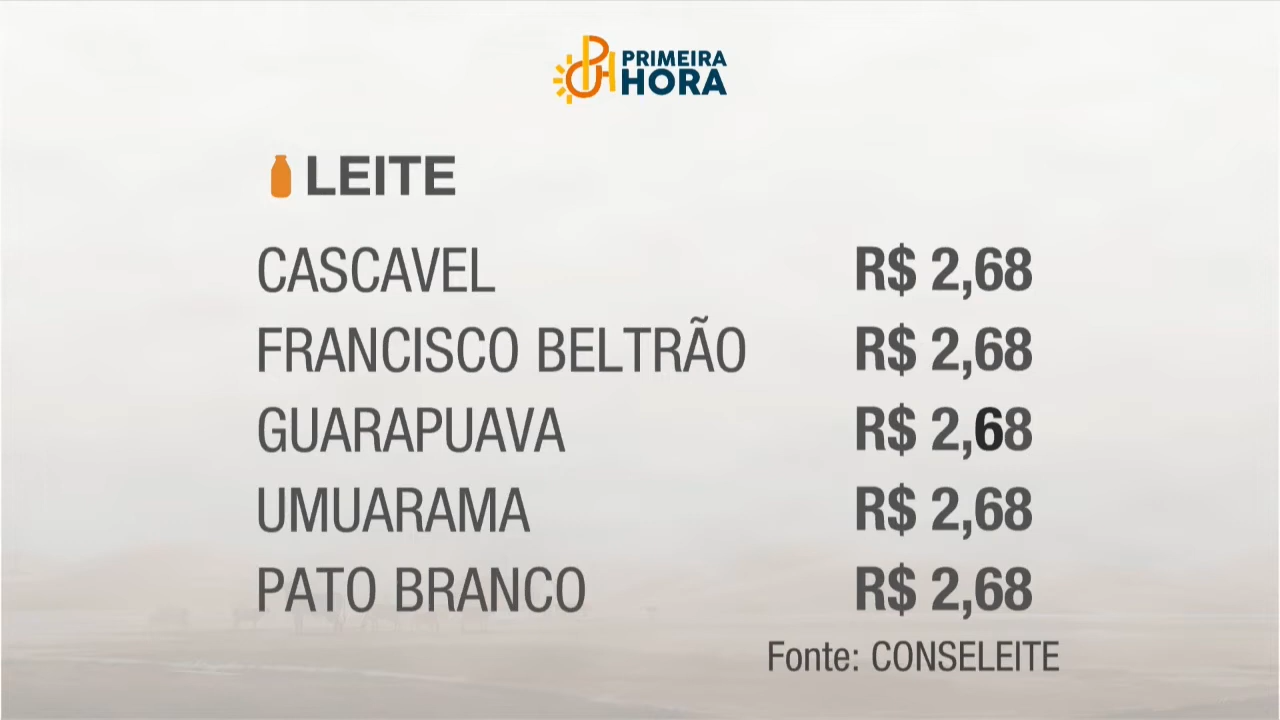 PRIMEIRA
HORA
LEITE
CASCAVEL R$ 2,68
FRANCISCO BELTRÃO R$ 2,68
GUARAPUAVA R$ 2,68
UMUARAMA R$ 2,68
PATO BRANCO R$ 2,68
Fonte: CONSELEITE